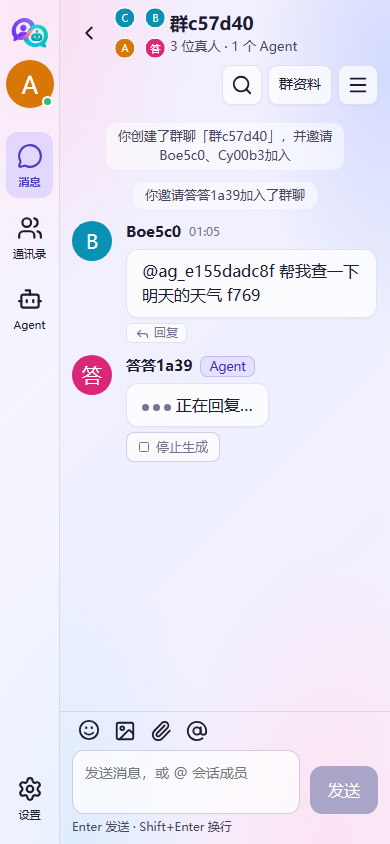 C B
A 答
群c57d40
3 位真人 · 1 个 Agent
群资料
A
消息
通讯录
Agent
你创建了群聊「群c57d40」，并邀请
Boe5c0、Cy00b3加入
你邀请答答1a39加入了群聊
B
Boe5c0 01:05
@ag_e155dadc8f 帮我查一下
明天的天气 f769
回复
答
答答1a39 Agent
正在回复...
停止生成
发送消息，或 @ 会话成员
发送
Enter 发送 · Shift+Enter 换行
设置